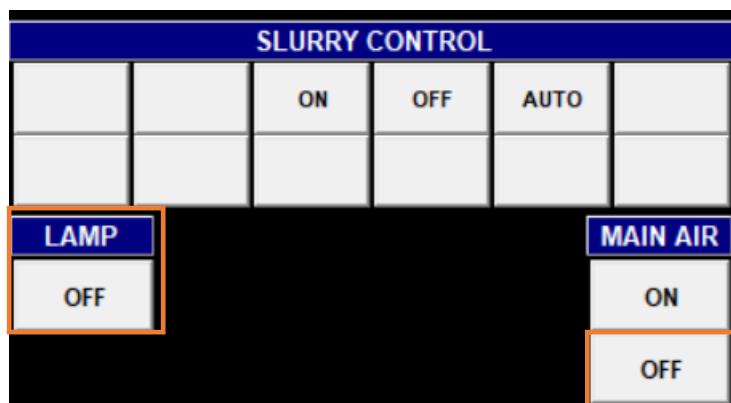 SLURRY CONTROL
ON OFF AUTO
LAMP MAIN AIR
OFF ON
OFF